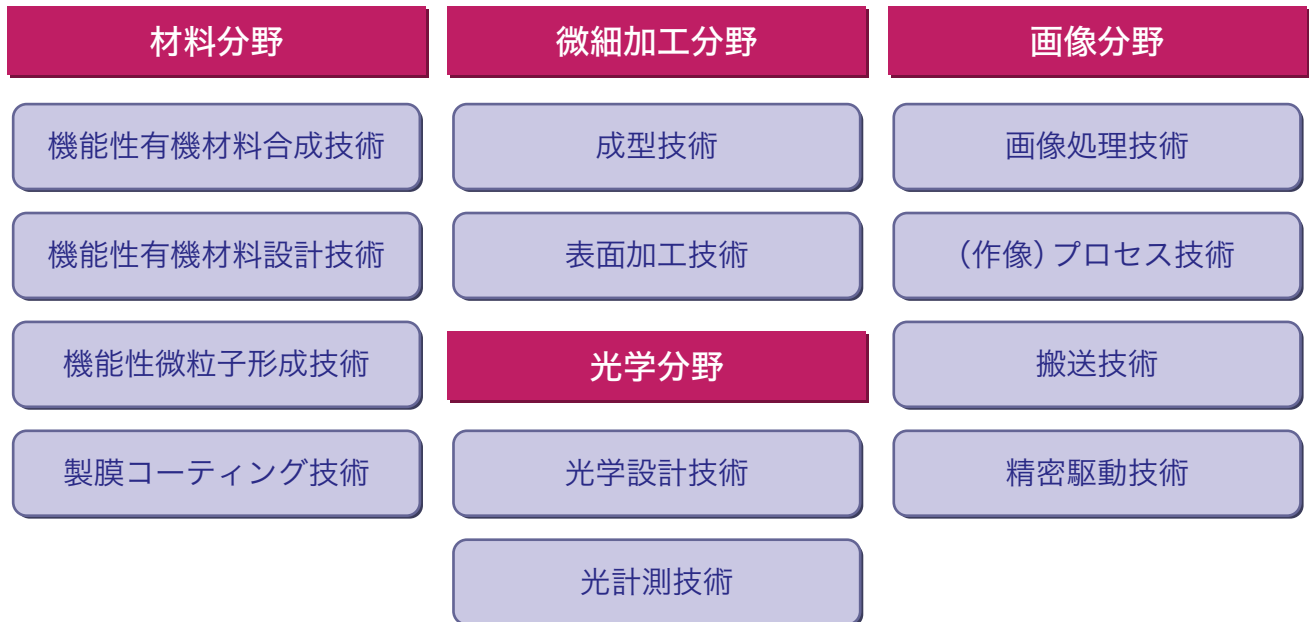 材料分野
機能性有機材料合成技術
機能性有機材料設計技術
機能性微粒子形成技術
製膜コーティング技術
微細加工分野
成型技術
表面加工技術
光学分野
光学設計技術
光計測技術
画像分野
画像処理技術
（作像）プロセス技術
搬送技術
精密駆動技術